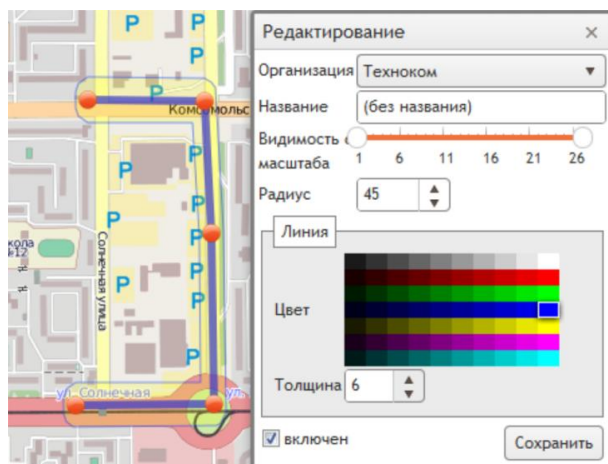 P
P
P
P
P
Комсомольс
P
P
P
P
P
P
P
P
Солнечная улица
ул. Солнечная
ул.
Редактирование
Организация Техноком
Название (без названия)
Видимость с
масштаба
1 6 11 16 21 26
Радиус 45
Линия
Цвет
Толщина 6
включен
Сохранить